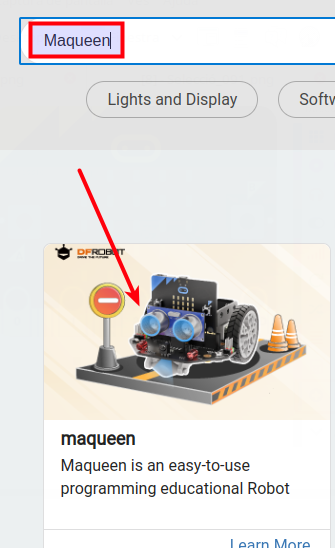 Maqueen
Lights and Display
Softw
DFROBOT
DRIVE THE FUTURE
maqueen
Maqueen is an easy-to-use
programming educational Robot
Learn More